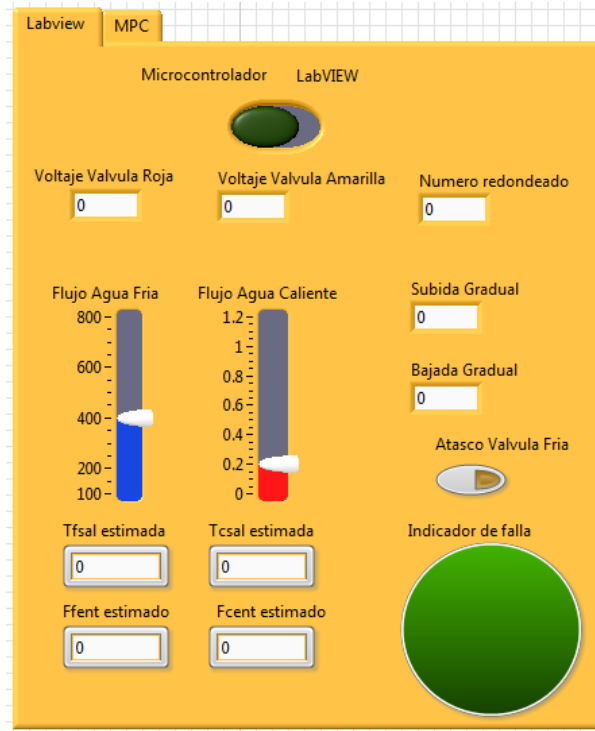 Labview MPC
Microcontrolador LabVIEW
Voltaje Valvula Roja Voltaje Valvula Amarilla Numero redondeado
0 0 0
Flujo Agua Fria Flujo Agua Caliente Subida Gradual
800 1.2 0
1
600 0.8 Bajada Gradual
0.6 0
400 0.4 Atasco Valvula Fria
200 0.2
100 0
Tfsal estimada Tcsal estimada Indicador de falla
0 0
Ffent estimado Fcent estimado
0 0